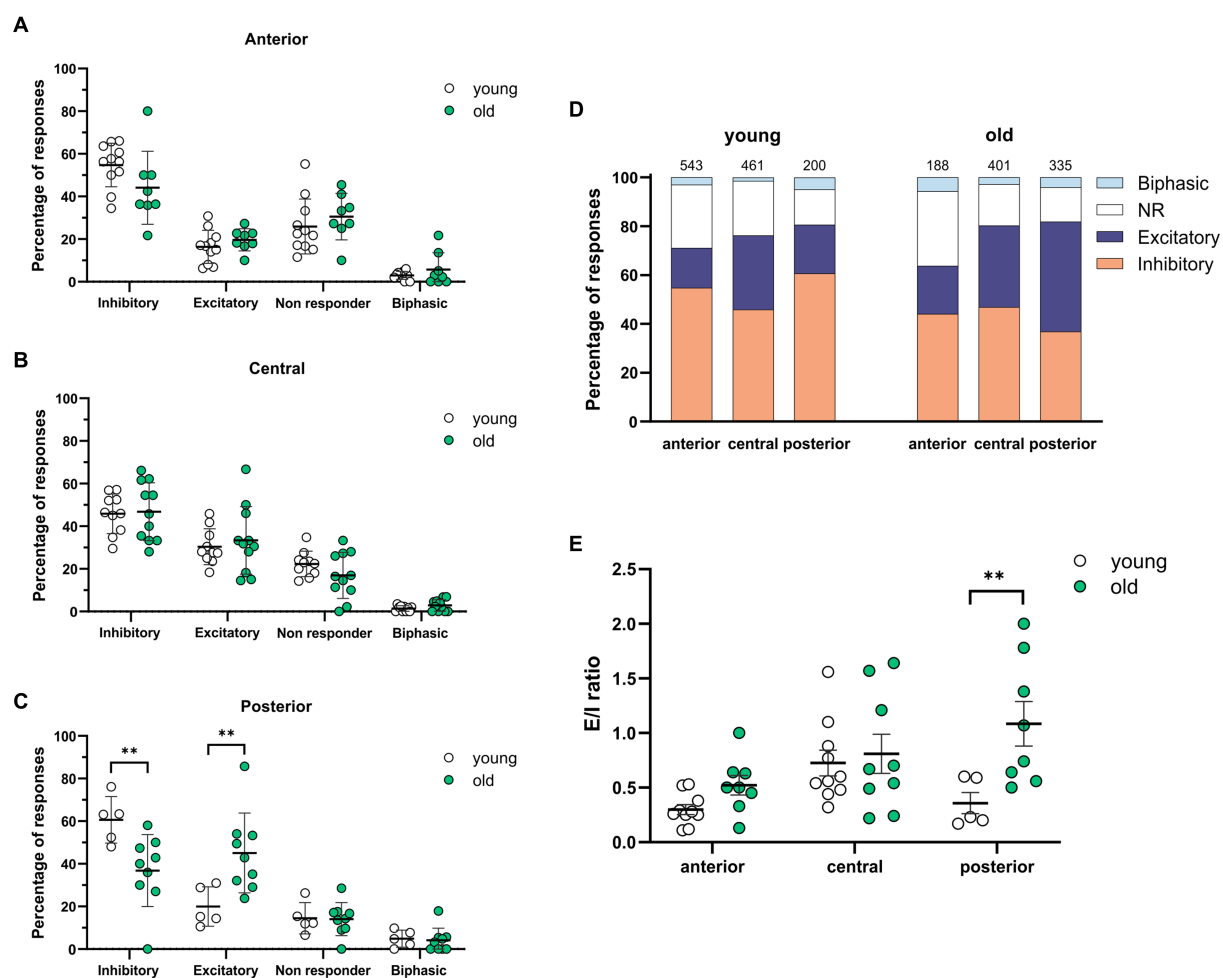 A
Anterior
Percentage of responses
100
80
60
40
20
0
Inhibitory Excitatory Non responder Biphasic
young
old
B
Central
Percentage of responses
100
80
60
40
20
0
Inhibitory Excitatory Non responder Biphasic
young
old
C
Posterior
Percentage of responses
100
80
60
40
20
0
** **
Inhibitory Excitatory Non responder Biphasic
young
old
D
young old
543 461 200 188 401 335
Percentage of responses
100
80
60
40
20
0
anterior central posterior anterior central posterior
Biphasic
NR
Excitatory
Inhibitory
E
E/I ratio
2.5
2.0
1.5
1.0
0.5
0.0
**
anterior central posterior
young
old